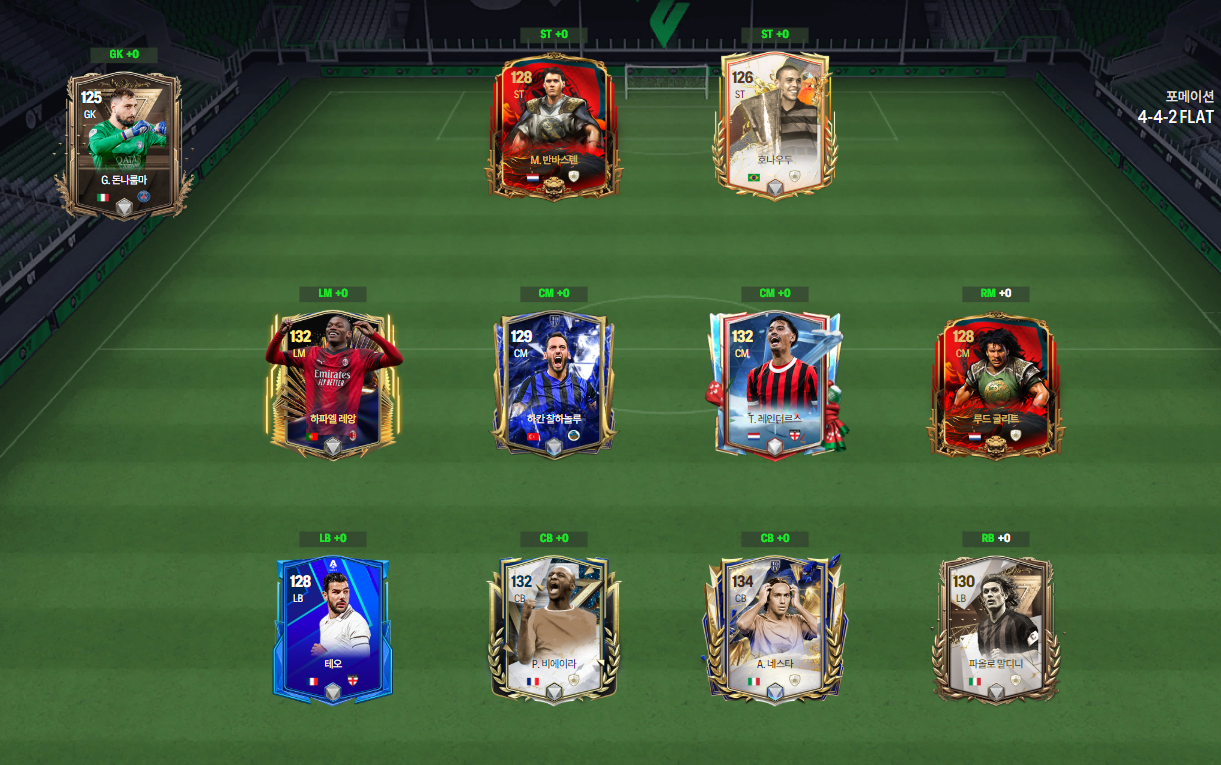 ST +0
ST +0
GK +0
128
ST
M. 반바스텐
126
ST
호나우두
125
GK
QATAR
G. 돈나룸마
포메이션
4-4-2 FLAT
LM +0
CM +0
CM +0
RM +0
132
LM
Emirates
FLY BETTER
하파엘 레앙
129
CM
하칸 찰하놀루
132
CM
T. 레인더르스
128
CM
루드 굴리트
LB +0
CB +0
CB +0
RB +0
128
LB
테오
132
CB
P. 비에이라
134
CB
A. 네스타
130
LB
파올로 말디니